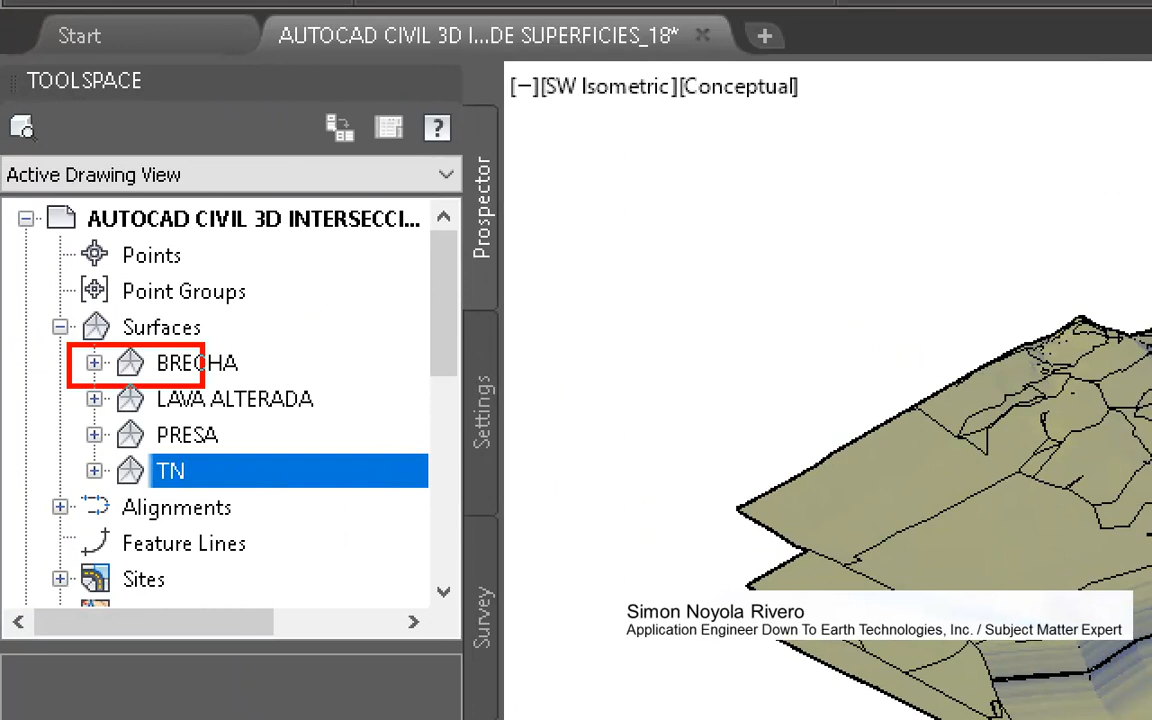 Start
AUTOCAD CIVIL 3D I...DE SUPERFICIES_18*
TOOLSPACE
[−][SW Isometric][Conceptual]
?
Active Drawing View
Prospector
AUTOCAD CIVIL 3D INTERSECCI...
Points
Point Groups
Surfaces
BRECHA
LAVA ALTERADA
PRESA
TN
Settings
Alignments
Feature Lines
Sites
Survey
Simon Noyola Rivero
Application Engineer Down To Earth Technologies, Inc. / Subject Matter Expert